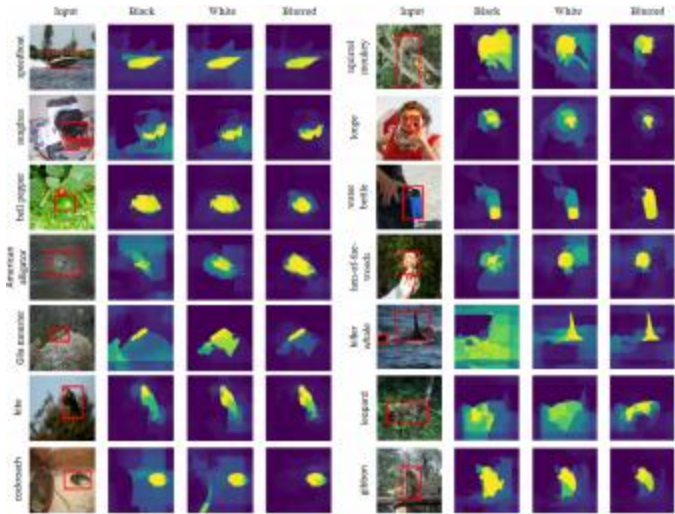 Input Black White Blurred Input Black White Blurred
speedboat
bell pepper
American alligator
Gila monster
kite
cockroach
squirrel monkey
loupe
water bottle
hen-of-the-woods
killer whale
leopard
gibbon